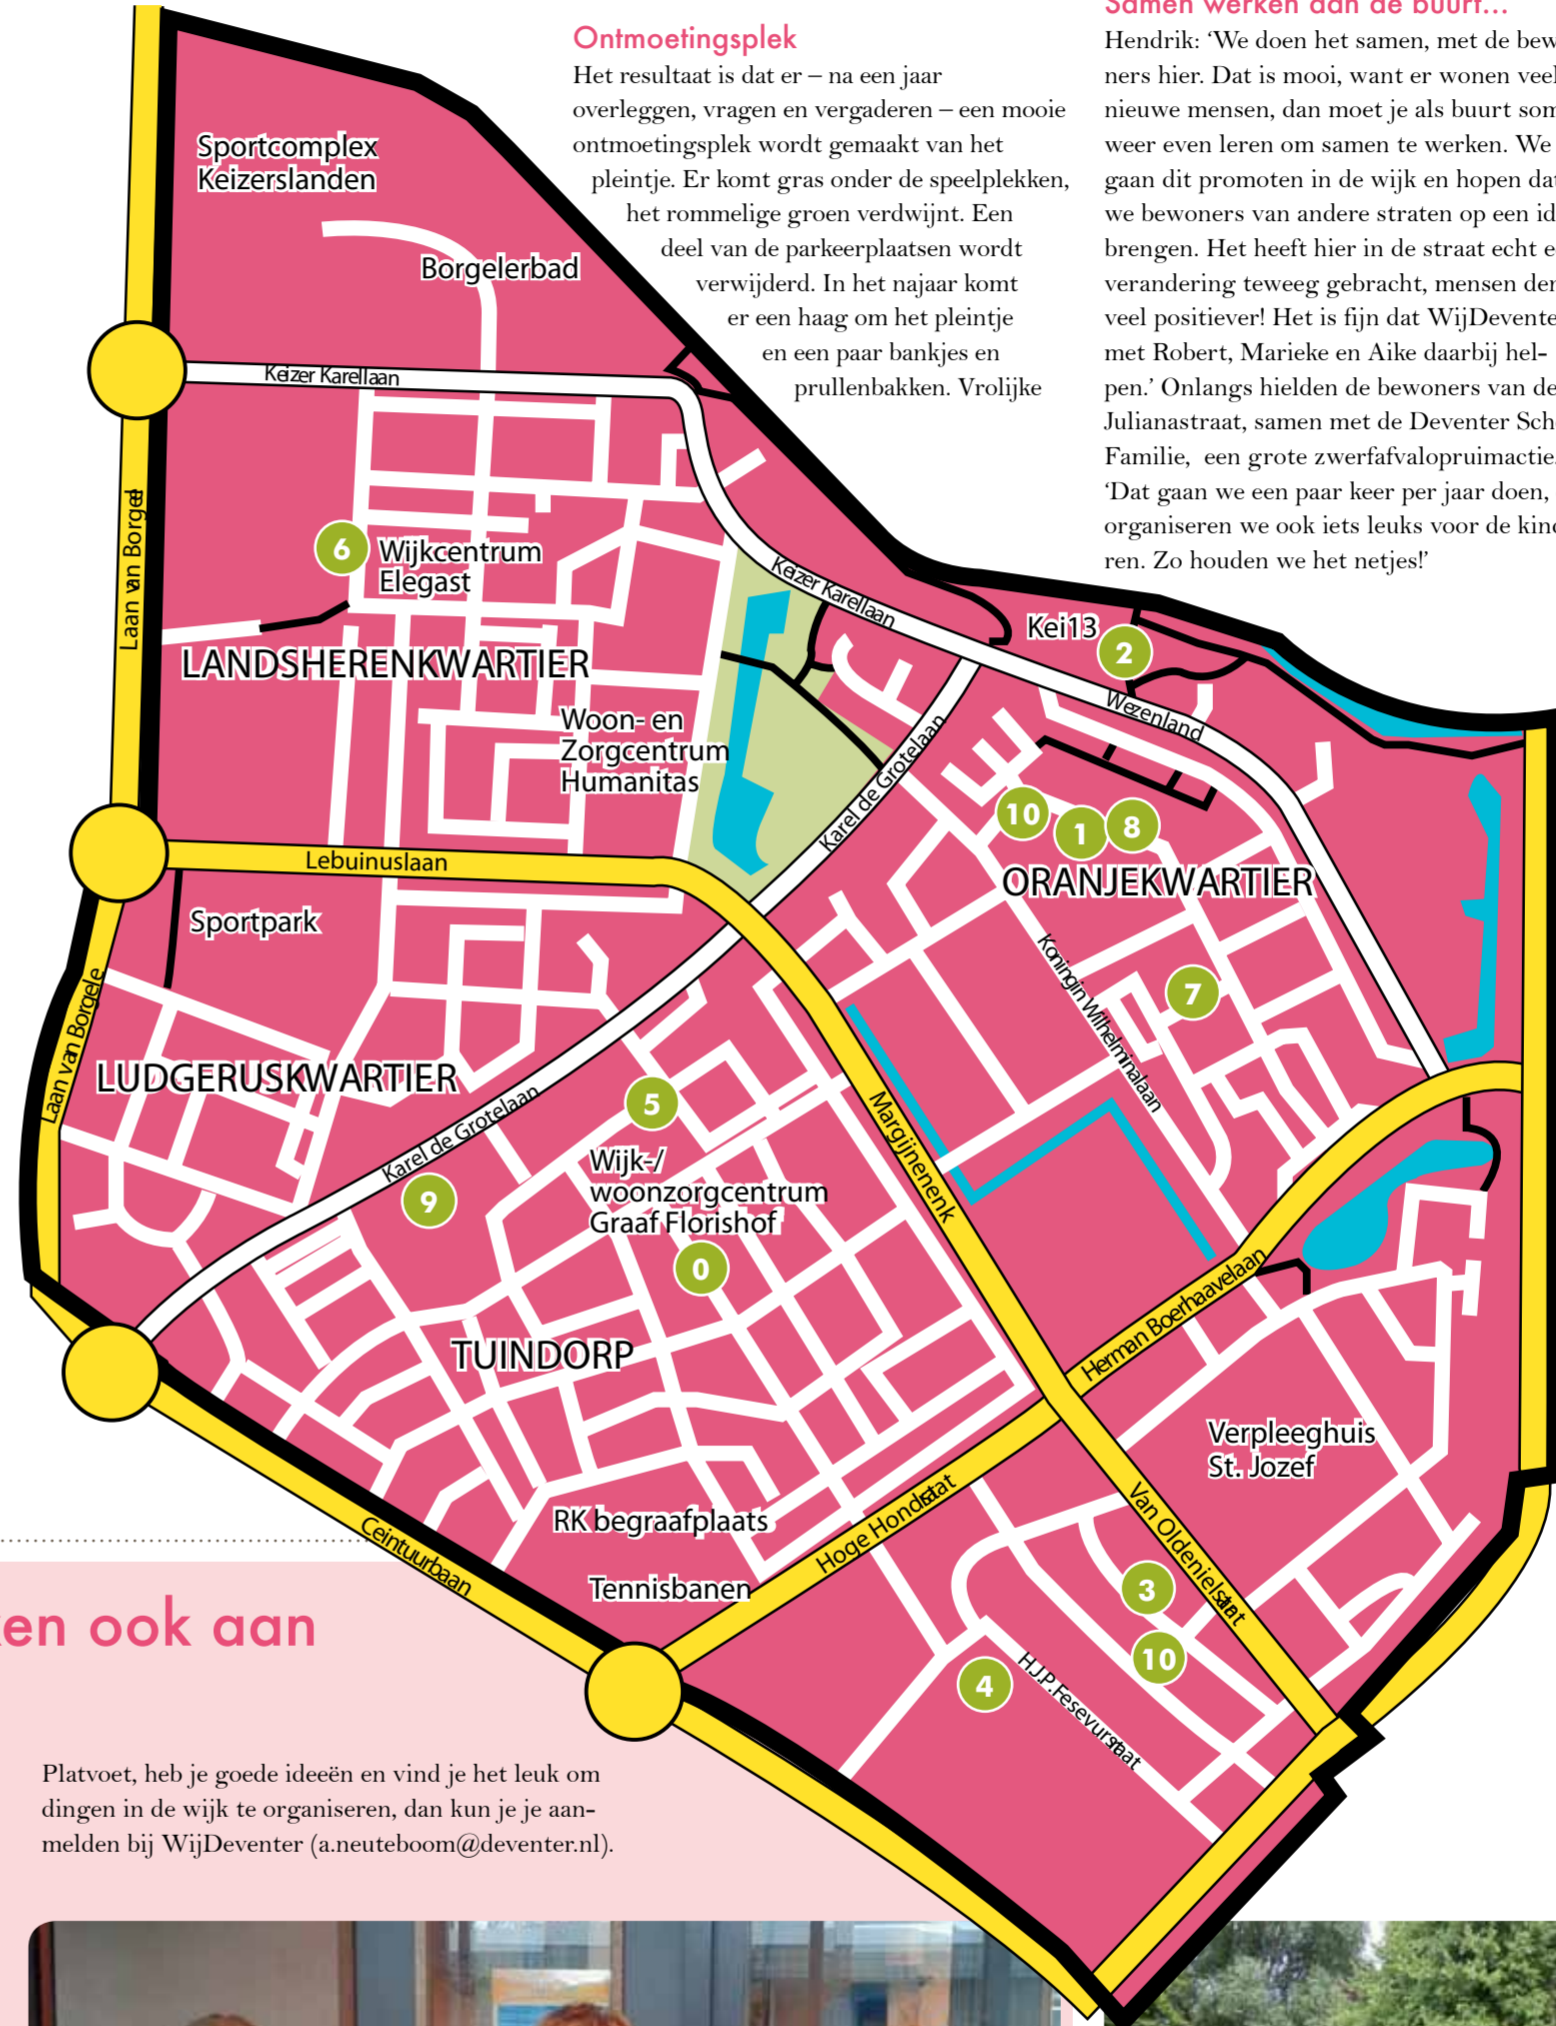 Ontmoetingsplek
Het resultaat is dat er – na een jaar
overleggen, vragen en vergaderen – een mooie
ontmoetingsplek wordt gemaakt van het
pleintje. Er komt gras onder de speelplekken,
het rommelige groen verdwijnt. Een
deel van de parkeerplaatsen wordt
verwijderd. In het najaar komt
er een haag om het pleintje
en een paar bankjes en
prullenbakken. Vrolijke
Samen werken aan de buurt...
Hendrik: ‘We doen het samen, met de bew
ners hier. Dat is mooi, want er wonen veel
nieuwe mensen, dan moet je als buurt som
weer even leren om samen te werken. We
gaan dit promoten in de wijk en hopen dat
we bewoners van andere straten op een id
brengen. Het heeft hier in de straat echt e
verandering teweeg gebracht, mensen den
veel positiever! Het is fijn dat WijDevente
met Robert, Marieke en Aike daarbij hel-
pen.’ Onlangs hielden de bewoners van de
Julianastraat, samen met de Deventer Scho
Familie, een grote zwerfafvalopruimactie.
‘Dat gaan we een paar keer per jaar doen,
organiseren we ook iets leuks voor de kind
ren. Zo houden we het netjes!’
Sportcomplex
Keizerslanden
Borgelerbad
Keizer Karellaan
Laan van Borgele
6
Wijkcentrum
Elegast
Keizer Karellaan
Kei13
2
LANDSHERENKWARTIER
Wezenland
Woon- en
Zorgcentrum
Humanitas
Karel de Grotelaan
10
1
8
Lebuinuslaan
ORANJEKWARTIER
Sportpark
Koningin Wilhelminalaan
7
Laan van Borgele
LUDGERUSKWARTIER
5
Margijnenenk
Karel de Grotelaan
Wijk-/
woonzorgcentrum
Graaf Florishof
9
0
Herman Boerhaavelaan
TUINDORP
Verpleeghuis
St. Jozef
RK begraafplaats
Hoge Hondstraat
Van Oldenielstraat
Ceintuurbaan
Tennisbanen
3
10
4
H.J.P. Fesevurstraat
en ook aan
Platvoet, heb je goede ideeën en vind je het leuk om
dingen in de wijk te organiseren, dan kun je je aan-
melden bij WijDeventer (a.neuteboom@deventer.nl).